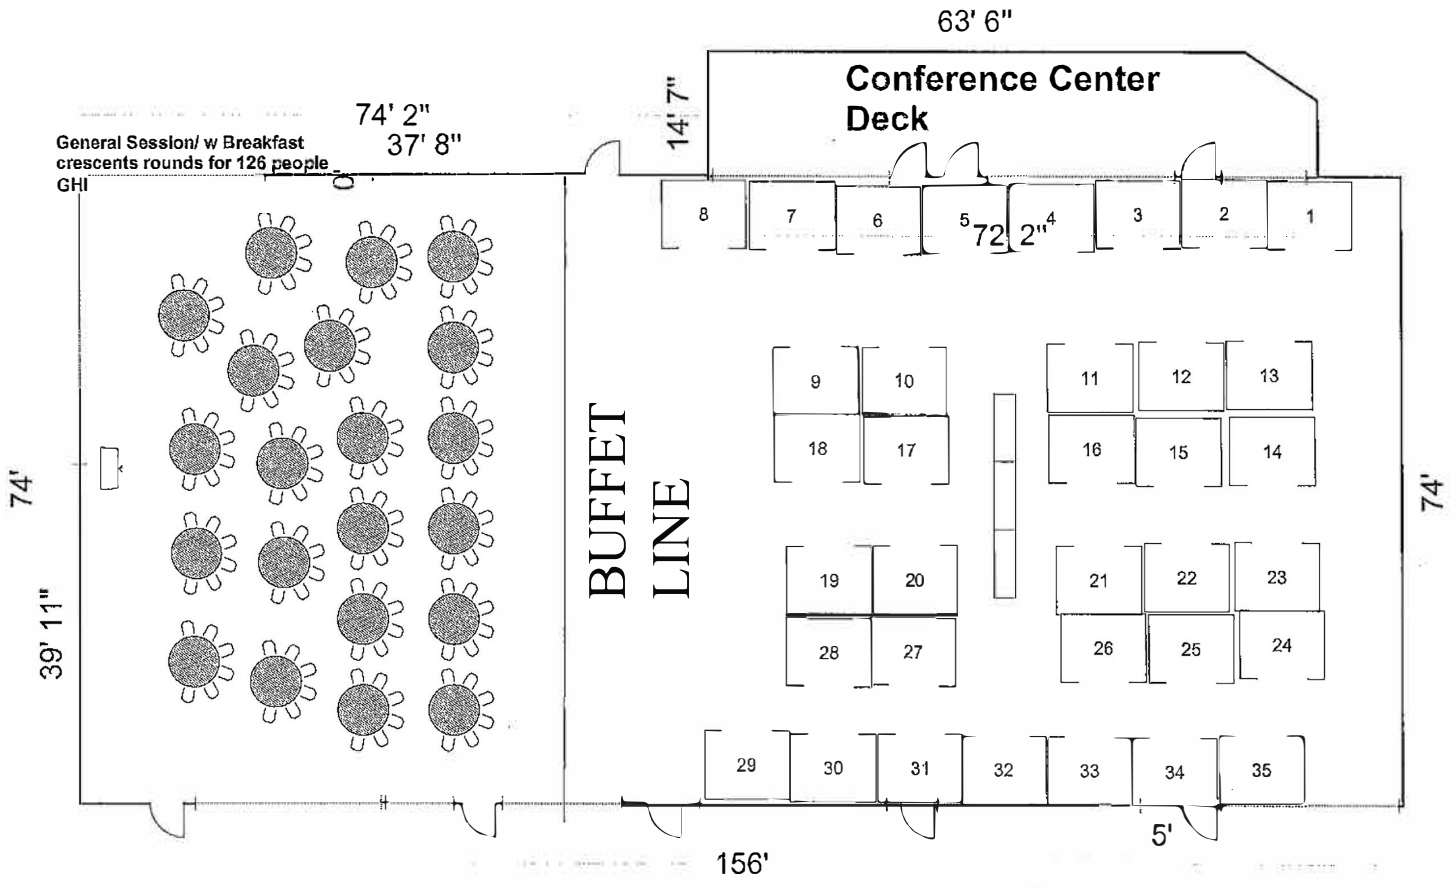 63' 6"
Conference Center
Deck
14' 7"
74' 2"
37' 8"
General Session/ w Breakfast
crescents rounds for 126 people
GHI
8 7 6 5 4 3 2 1
72' 2"
9 10 11 12 13
18 17 16 15 14
BUFFET
LINE
74'
74'
39' 11"
19 20 21 22 23
28 27 26 25 24
29 30 31 32 33 34 35
5'
156'